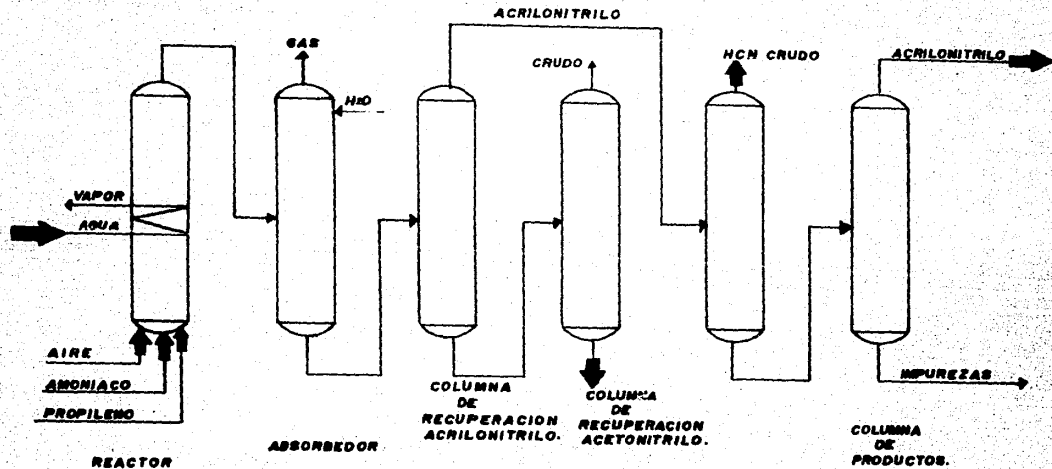 ACRILONITRILO
GAS
CRUDO
HCN CRUDO
ACRILONITRILO
H2O
VAPOR
AGUA
AIRE
AMONIACO
PROPILENO
IMPUREZAS
REACTOR
ABSORBEDOR
COLUMNA
DE
RECUPERACION
ACRILONITRILO.
COLUMNA
DE
RECUPERACION
ACETONITRILO.
COLUMNA
DE
PRODUCTOS.